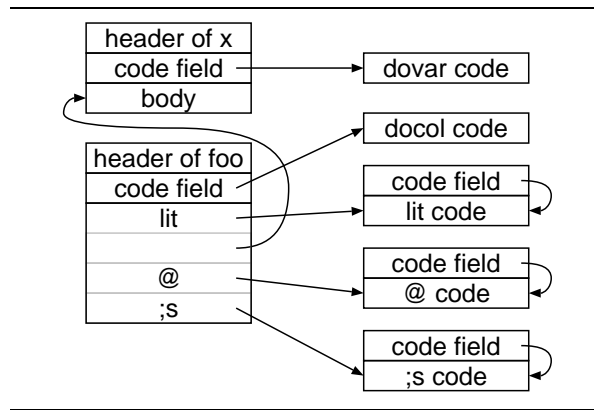 header of x
code field
body
dovar code
docol code
header of foo
code field
lit
@
;s
code field
lit code
code field
@ code
code field
;s code